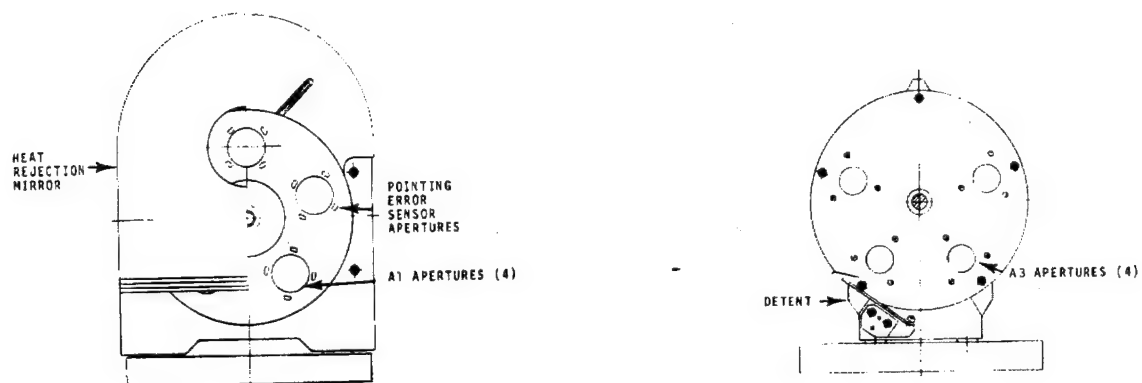 HEAT
REJECTION
MIRROR
POINTING
ERROR
SENSOR
APERTURES
A1 APERTURES (4)
A3 APERTURES (4)
DETENT